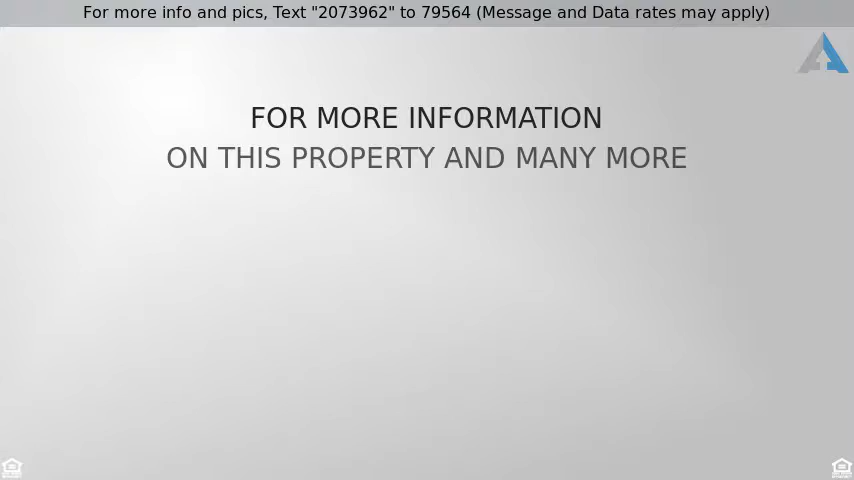 For more info and pics, Text "2073962" to 79564 (Message and Data rates may apply)
FOR MORE INFORMATION
ON THIS PROPERTY AND MANY MORE